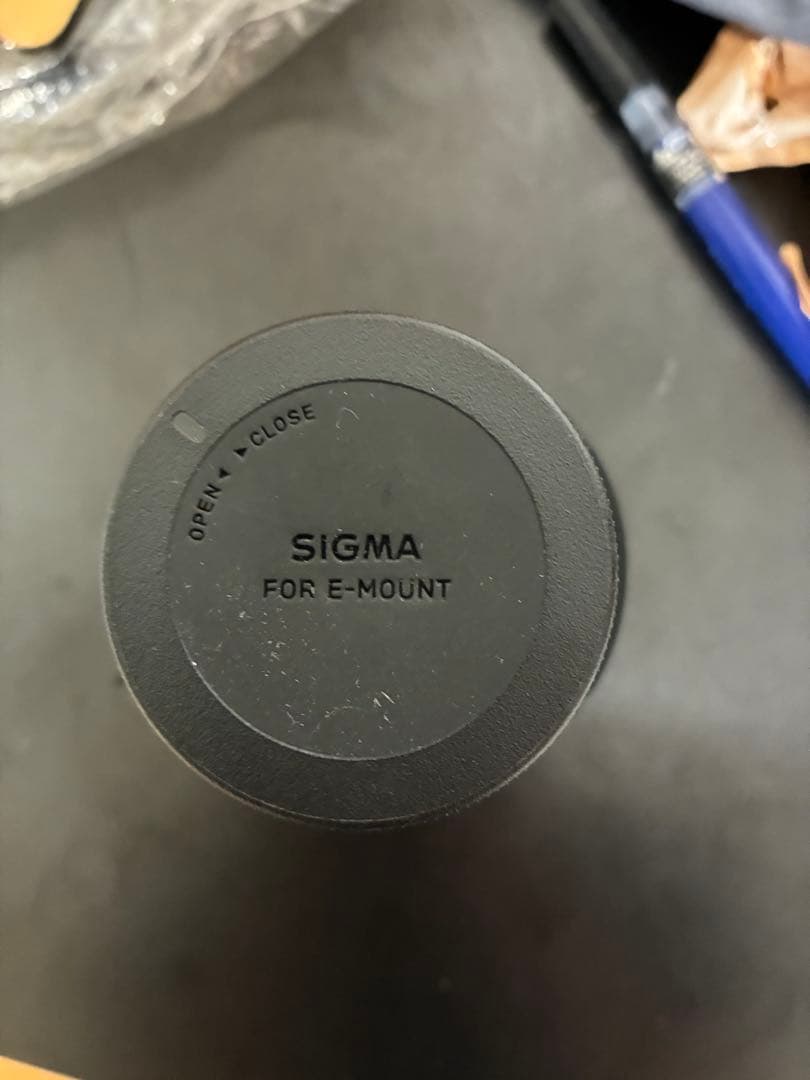 OPEN◄ ►CLOSE
SIGMA
FOR E-MOUNT